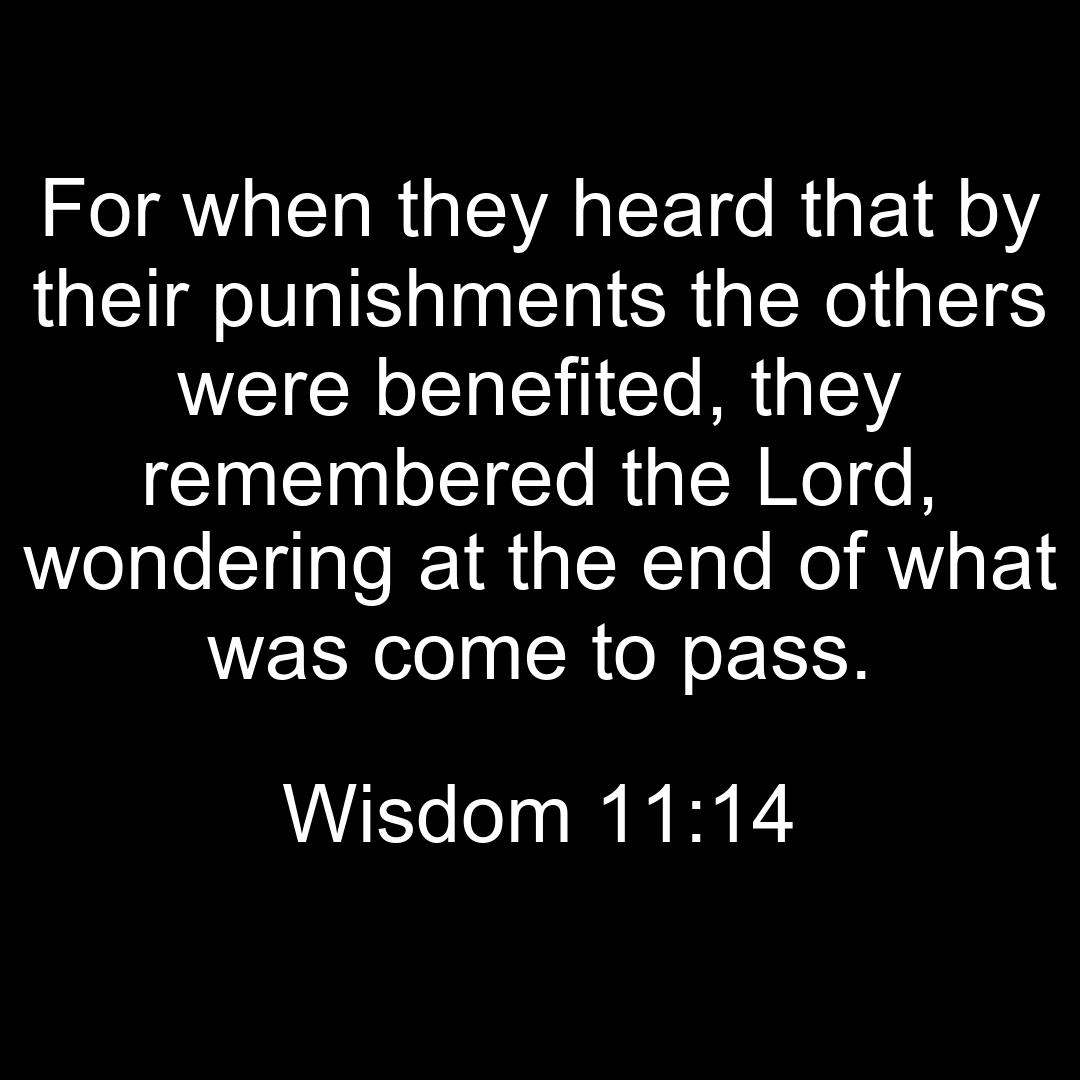 For when they heard that by
their punishments the others
were benefited, they
remembered the Lord,
wondering at the end of what
was come to pass.
Wisdom 11:14